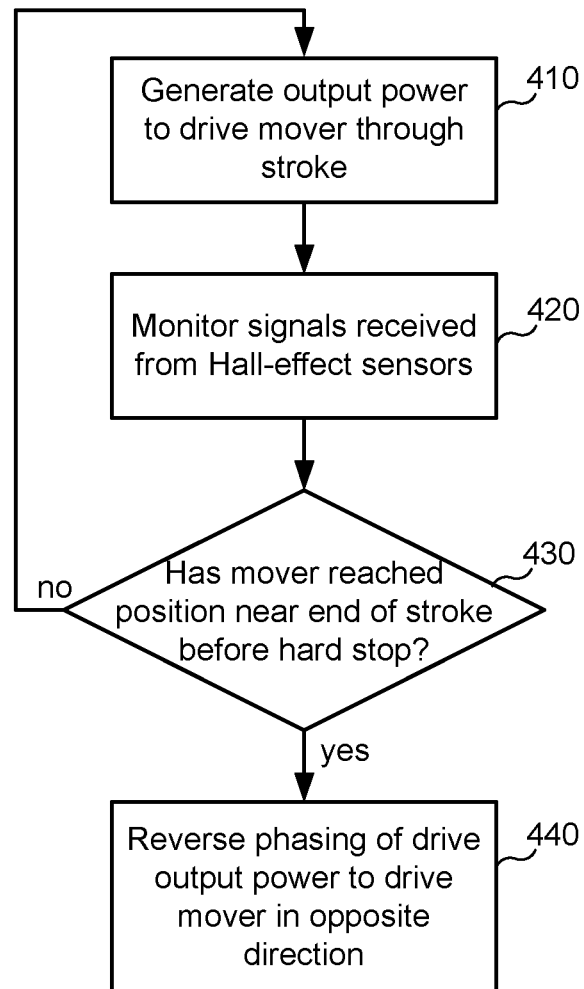 Generate output power
to drive mover through
stroke
410
Monitor signals received
from Hall-effect sensors
420
Has mover reached
position near end of stroke
before hard stop?
430
no
yes
Reverse phasing of drive
output power to drive
mover in opposite
direction
440